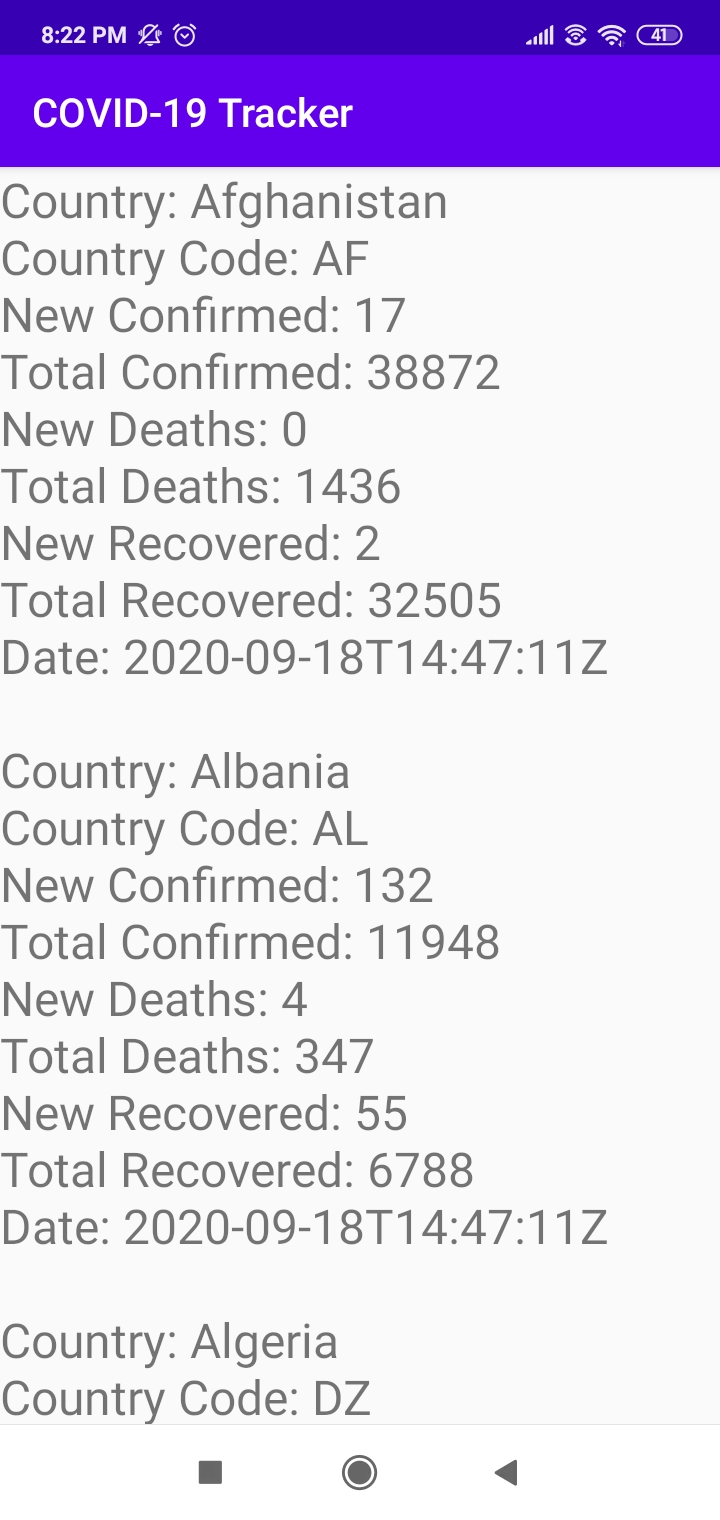 8:22 PM 41
COVID-19 Tracker
Country: Afghanistan
Country Code: AF
New Confirmed: 17
Total Confirmed: 38872
New Deaths: 0
Total Deaths: 1436
New Recovered: 2
Total Recovered: 32505
Date: 2020-09-18T14:47:11Z
Country: Albania
Country Code: AL
New Confirmed: 132
Total Confirmed: 11948
New Deaths: 4
Total Deaths: 347
New Recovered: 55
Total Recovered: 6788
Date: 2020-09-18T14:47:11Z
Country: Algeria
Country Code: DZ